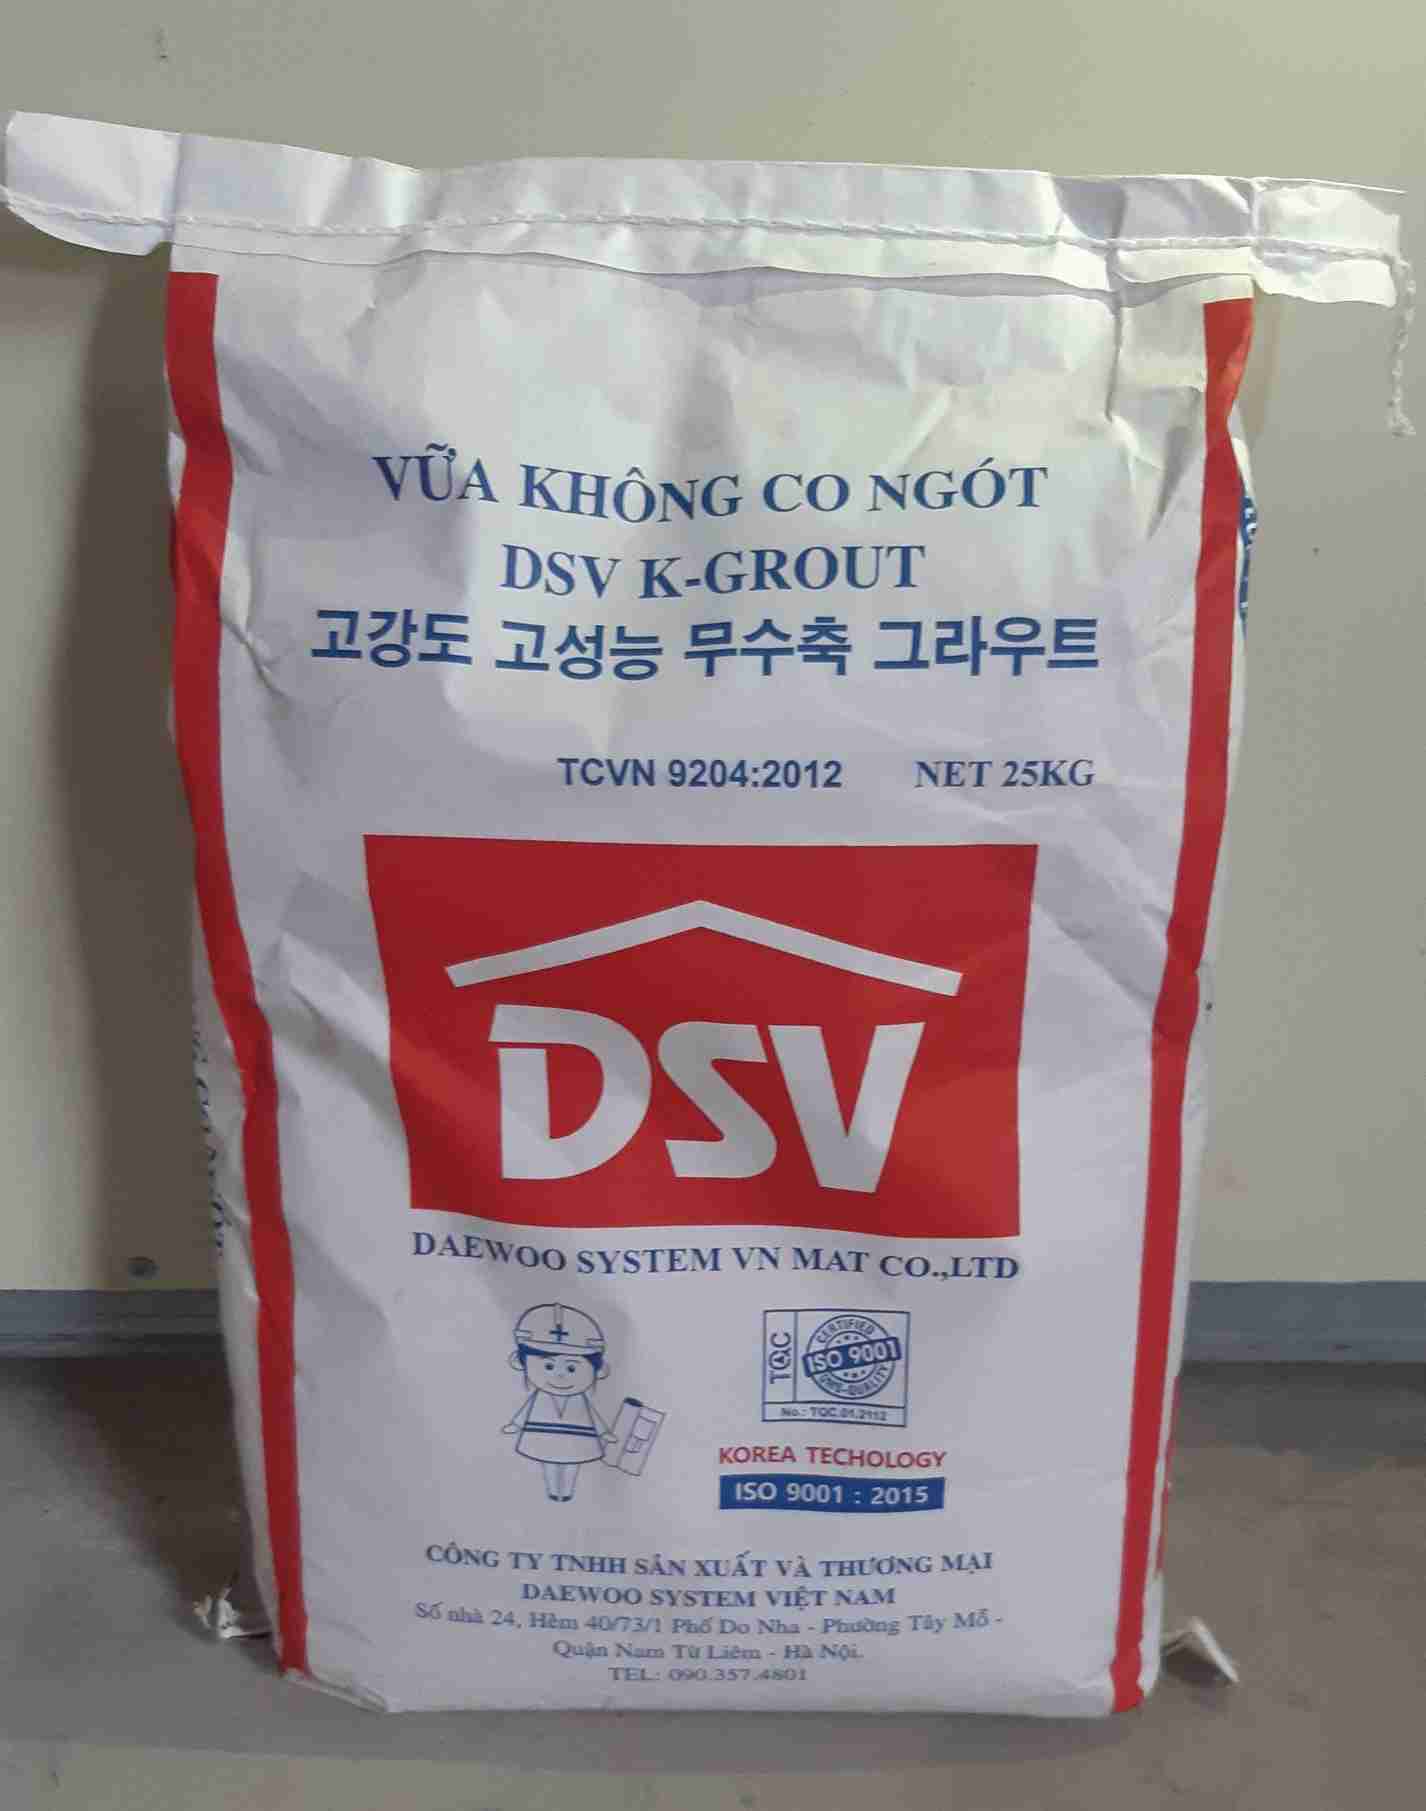 VỮA KHÔNG CO NGÓT
DSV K-GROUT
고강도 고성능 무수축 그라우트
TCVN 9204:2012 NET 25KG
DSV
DAEWOO SYSTEM VN MAT CO.,LTD
TQC
CERTIFIED
ISO 9001
No.: TQC.01.2112
KOREA TECHOLOGY
ISO 9001 : 2015
CÔNG TY TNHH SẢN XUẤT VÀ THƯƠNG MẠI
DAEWOO SYSTEM VIỆT NAM
Số nhà 24, Hẻm 40/73/1 Phố Do Nha - Phường Tây Mỗ -
Quận Nam Từ Liêm - Hà Nội.
TEL: 090.357.4801